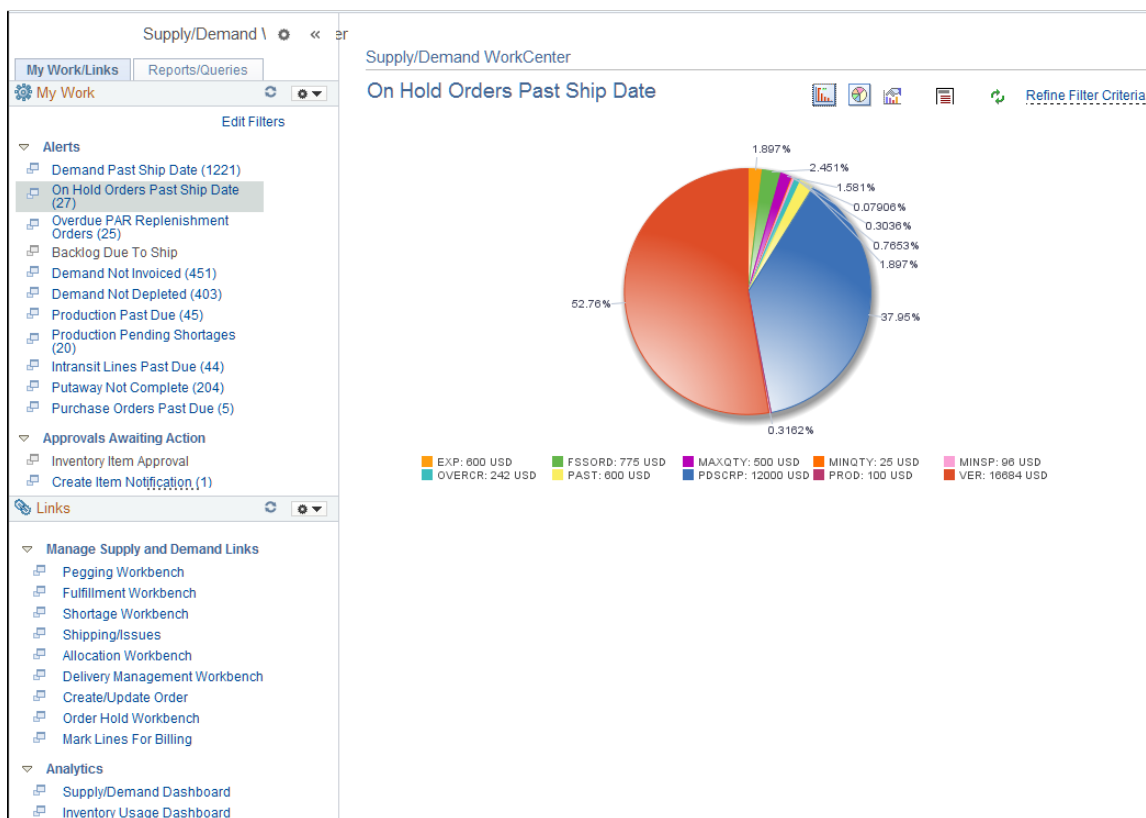 Supply/Demand \ « er
My Work/Links Reports/Queries
My Work
Edit Filters
Alerts
Demand Past Ship Date (1221)
On Hold Orders Past Ship Date
(27)
Overdue PAR Replenishment
Orders (25)
Backlog Due To Ship
Demand Not Invoiced (451)
Demand Not Depleted (403)
Production Past Due (45)
Production Pending Shortages
(20)
Intransit Lines Past Due (44)
Putaway Not Complete (204)
Purchase Orders Past Due (5)
Approvals Awaiting Action
Inventory Item Approval
Create Item Notification (1)
Links
Manage Supply and Demand Links
Pegging Workbench
Fulfillment Workbench
Shortage Workbench
Shipping/Issues
Allocation Workbench
Delivery Management Workbench
Create/Update Order
Order Hold Workbench
Mark Lines For Billing
Analytics
Supply/Demand Dashboard
Inventory Usage Dashboard
Supply/Demand WorkCenter
On Hold Orders Past Ship Date
Refine Filter Criteria
1.897%
2.451%
1.581%
0.07906%
0.3036%
0.7653%
1.897%
52.76%
37.95%
0.3162%
EXP: 600 USD FSSORD: 775 USD MAXQTY: 500 USD MINQTY: 25 USD MINSP: 96 USD
OVERCR: 242 USD PAST: 600 USD PDSCRP: 12000 USD PROD: 100 USD VER: 16684 USD